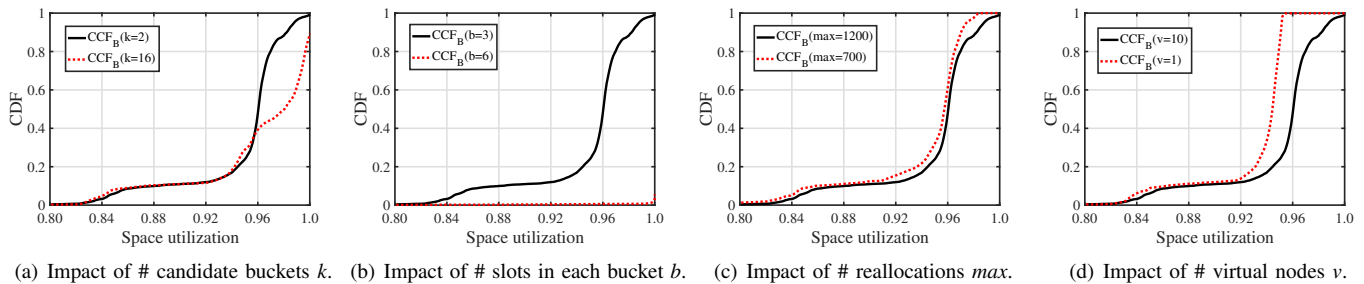 1
0.8
0.6
0.4
0.2
0
CDF
CCF_B(k=2)
CCF_B(k=16)
0.80 0.84 0.88 0.92 0.96 1.0
Space utilization
(a) Impact of # candidate buckets k.
1
0.8
0.6
0.4
0.2
0
CDF
CCF_B(b=3)
CCF_B(b=6)
0.80 0.84 0.88 0.92 0.96 1.0
Space utilization
(b) Impact of # slots in each bucket b.
1
0.8
0.6
0.4
0.2
0
CDF
CCF_B(max=1200)
CCF_B(max=700)
0.80 0.84 0.88 0.92 0.96 1.0
Space utilization
(c) Impact of # reallocations max.
1
0.8
0.6
0.4
0.2
0
CDF
CCF_B(v=10)
CCF_B(v=1)
0.80 0.84 0.88 0.92 0.96 1.0
Space utilization
(d) Impact of # virtual nodes v.